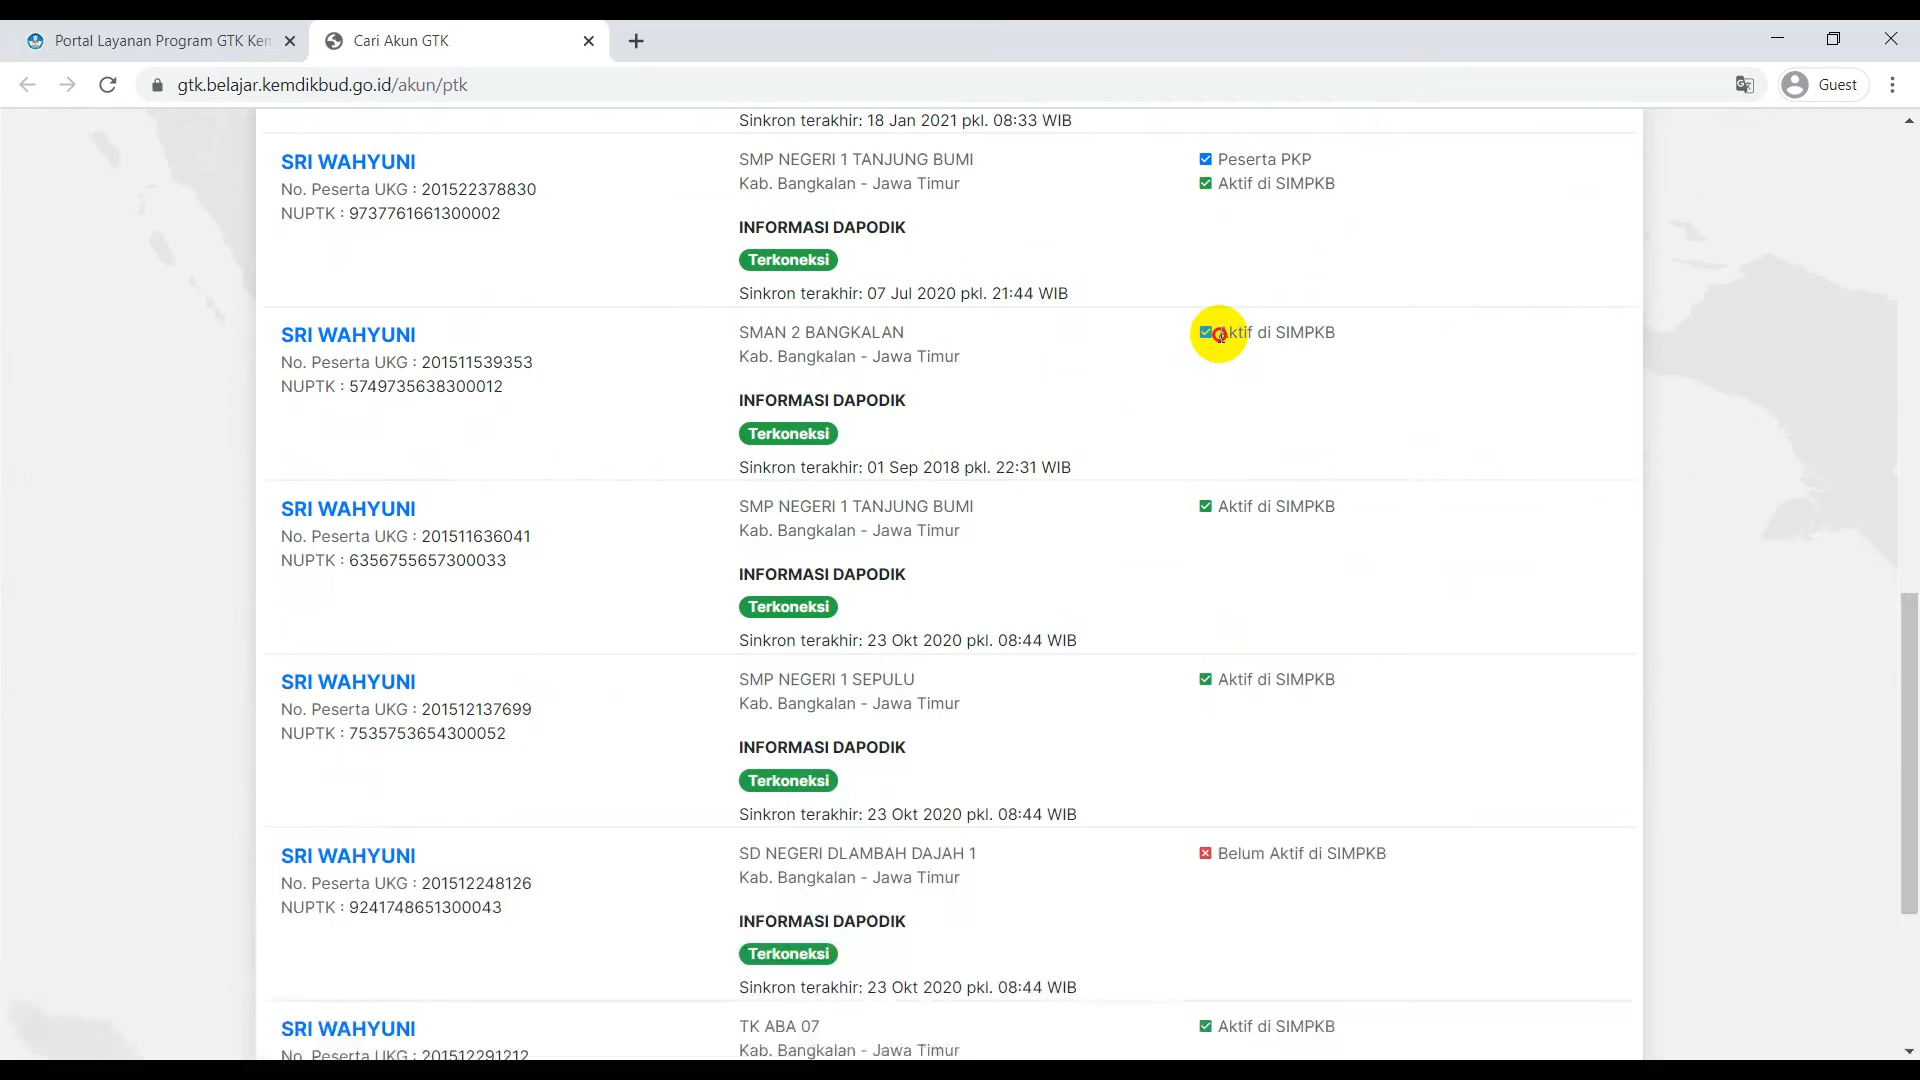 Portal Layanan Program GTK Kem
Cari Akun GTK
gtk.belajar.kemdikbud.go.id/akun/ptk
Guest
Sinkron terakhir: 18 Jan 2021 pkl. 08:33 WIB
SRI WAHYUNI
No. Peserta UKG : 201522378830
NUPTK : 9737761661300002
SMP NEGERI 1 TANJUNG BUMI
Kab. Bangkalan - Jawa Timur
INFORMASI DAPODIK
Terkoneksi
Sinkron terakhir: 07 Jul 2020 pkl. 21:44 WIB
Peserta PKP
Aktif di SIMPKB
SRI WAHYUNI
No. Peserta UKG : 201511539353
NUPTK : 5749735638300012
SMAN 2 BANGKALAN
Kab. Bangkalan - Jawa Timur
INFORMASI DAPODIK
Terkoneksi
Sinkron terakhir: 01 Sep 2018 pkl. 22:31 WIB
Aktif di SIMPKB
SRI WAHYUNI
No. Peserta UKG : 201511636041
NUPTK : 6356755657300033
SMP NEGERI 1 TANJUNG BUMI
Kab. Bangkalan - Jawa Timur
INFORMASI DAPODIK
Terkoneksi
Sinkron terakhir: 23 Okt 2020 pkl. 08:44 WIB
Aktif di SIMPKB
SRI WAHYUNI
No. Peserta UKG : 201512137699
NUPTK : 7535753654300052
SMP NEGERI 1 SEPULU
Kab. Bangkalan - Jawa Timur
INFORMASI DAPODIK
Terkoneksi
Sinkron terakhir: 23 Okt 2020 pkl. 08:44 WIB
Aktif di SIMPKB
SRI WAHYUNI
No. Peserta UKG : 201512248126
NUPTK : 9241748651300043
SD NEGERI DLAMBAH DAJAH 1
Kab. Bangkalan - Jawa Timur
INFORMASI DAPODIK
Terkoneksi
Sinkron terakhir: 23 Okt 2020 pkl. 08:44 WIB
Belum Aktif di SIMPKB
SRI WAHYUNI
No. Peserta UKG : 201512291212
TK ABA 07
Kab. Bangkalan - Jawa Timur
Aktif di SIMPKB